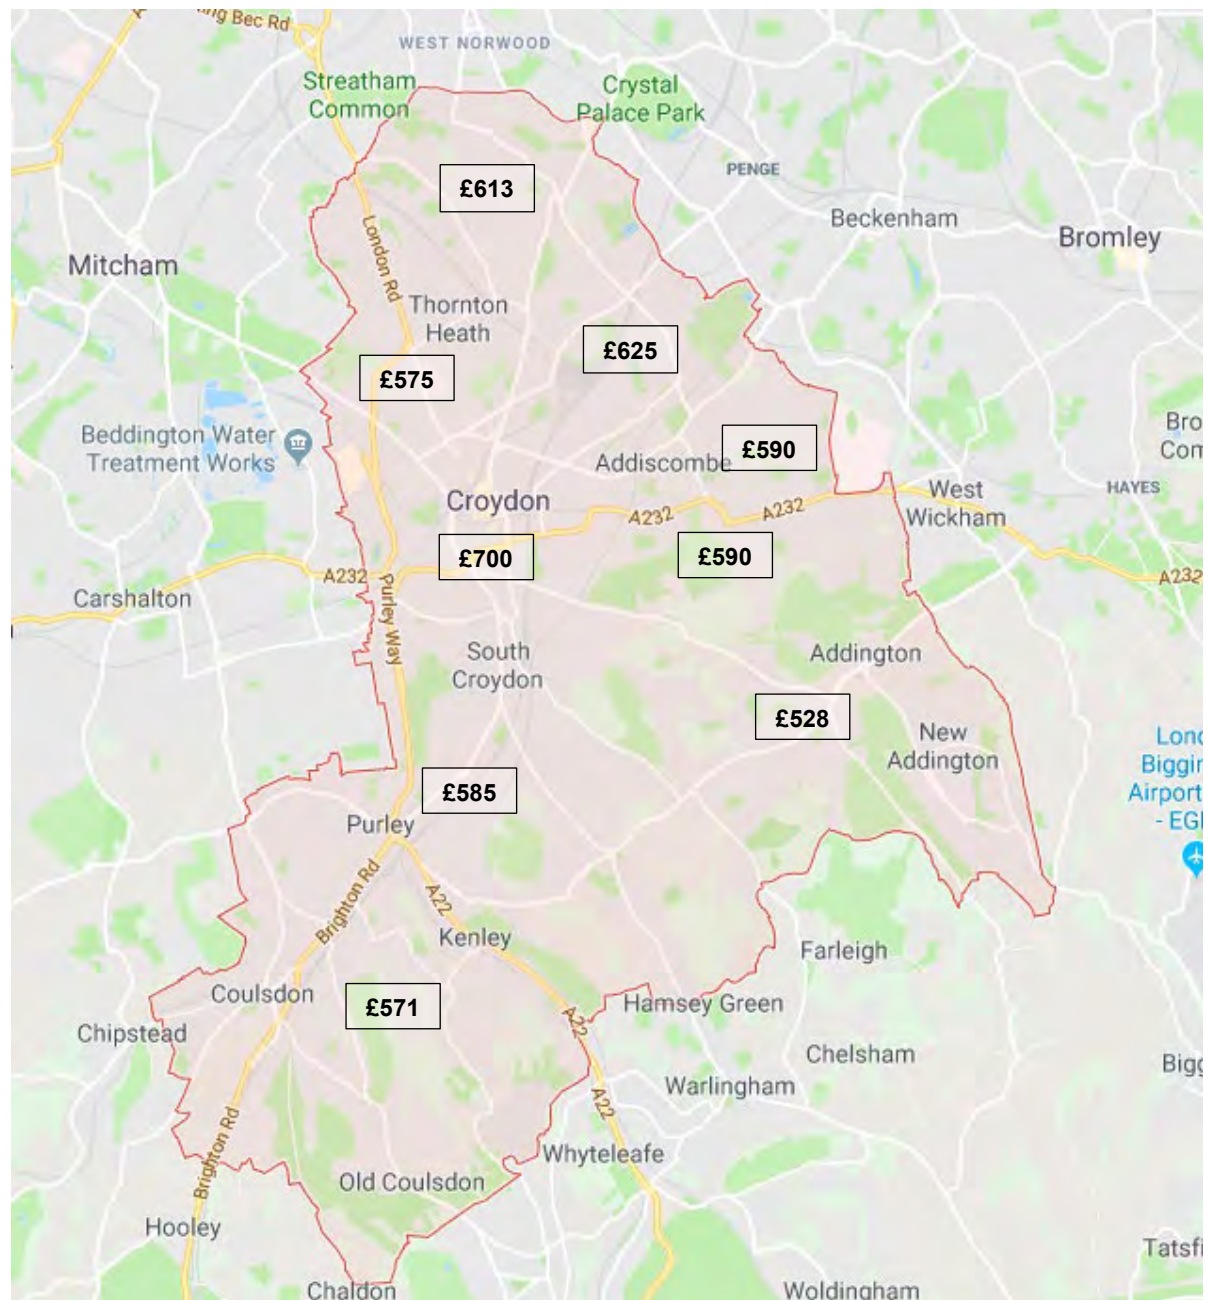 ng Bec Rd
WEST NORWOOD
Streatham
Common
Crystal
Palace Park
PENGE
£613
Beckenham
Bromley
London Rd
Mitcham
Thornton
Heath
£625
£575
Beddington Water
Treatment Works
Addiscombe
£590
Bro
Com
Croydon
West
Wickham
HAYES
A232
A232
£700
£590
A232
A232
Carshalton
Purley Way
South
Croydon
Addington
£528
New
Addington
Lond
Biggin
Airport
- EG
£585
Purley
Brighton Rd
A22
Kenley
Farleigh
Coulsdon
£571
Hamsey Green
A22
Chipstead
Chelsham
Bigg
Warlingham
A22
Brighton Rd
Whyteleafe
Old Coulsdon
Hooley
Tatsfi
Chaldon
Woldingham